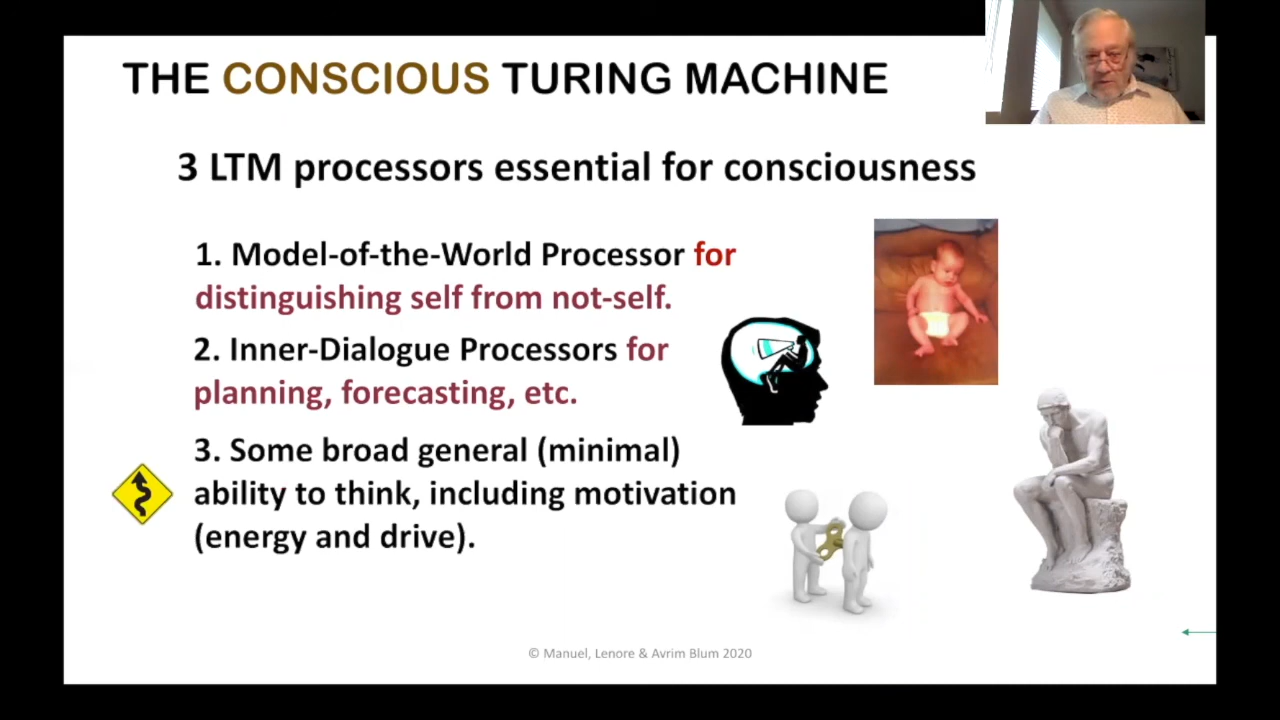 THE CONSCIOUS TURING MACHINE
3 LTM processors essential for consciousness
1. Model-of-the-World Processor for
distinguishing self from not-self.
2. Inner-Dialogue Processors for
planning, forecasting, etc.
3. Some broad general (minimal)
ability to think, including motivation
(energy and drive).
© Manuel, Lenore & Avrim Blum 2020